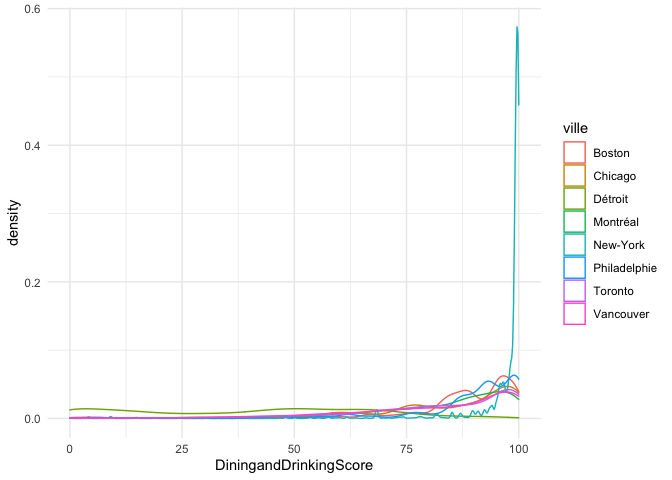 0.6
0.4
0.2
0.0
density
0 25 50 75 100
DiningandDrinkingScore
ville
Boston
Chicago
Détroit
Montréal
New-York
Philadelphie
Toronto
Vancouver